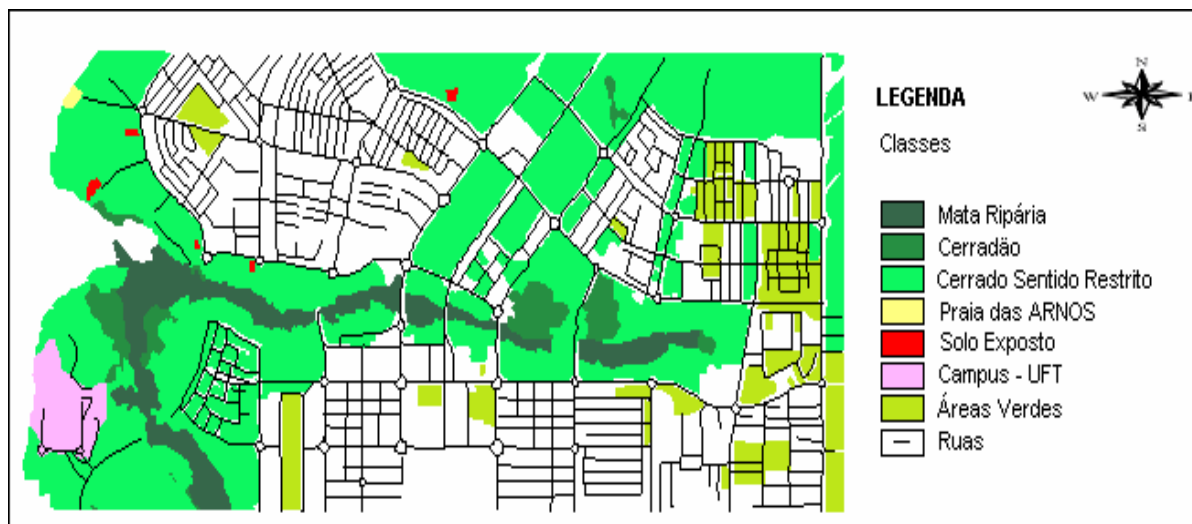 N
W
E
S
LEGENDA
Classes
Mata Ripária
Cerradão
Cerrado Sentido Restrito
Praia das ARNOS
Solo Exposto
Campus - UFT
Áreas Verdes
Ruas